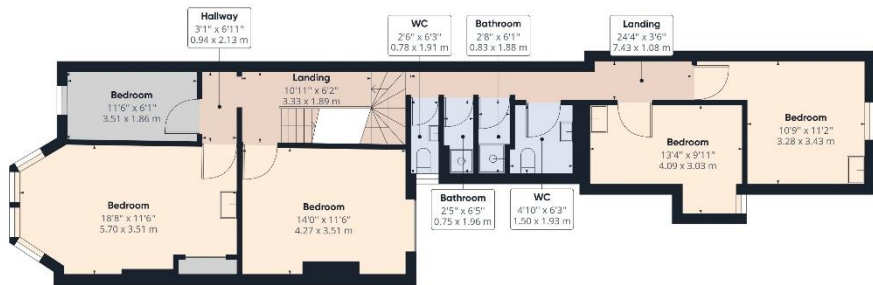 Hallway
3'1" x 6'11"
0.94 x 2.13 m
WC
2'6" x 6'3"
0.78 x 1.91 m
Bathroom
2'8" x 6'1"
0.83 x 1.88 m
Landing
24'4" x 3'6"
7.43 x 1.08 m
Bedroom
11'6" x 6'1"
3.51 x 1.86 m
Landing
10'11" x 6'2"
3.33 x 1.89 m
Bedroom
10'9" x 11'2"
3.28 x 3.43 m
Bedroom
13'4" x 9'11"
4.09 x 3.03 m
Bedroom
18'8" x 11'6"
5.70 x 3.51 m
Bedroom
14'0" x 11'6"
4.27 x 3.51 m
Bathroom
2'5" x 6'5"
0.75 x 1.96 m
WC
4'10" x 6'3"
1.50 x 1.93 m